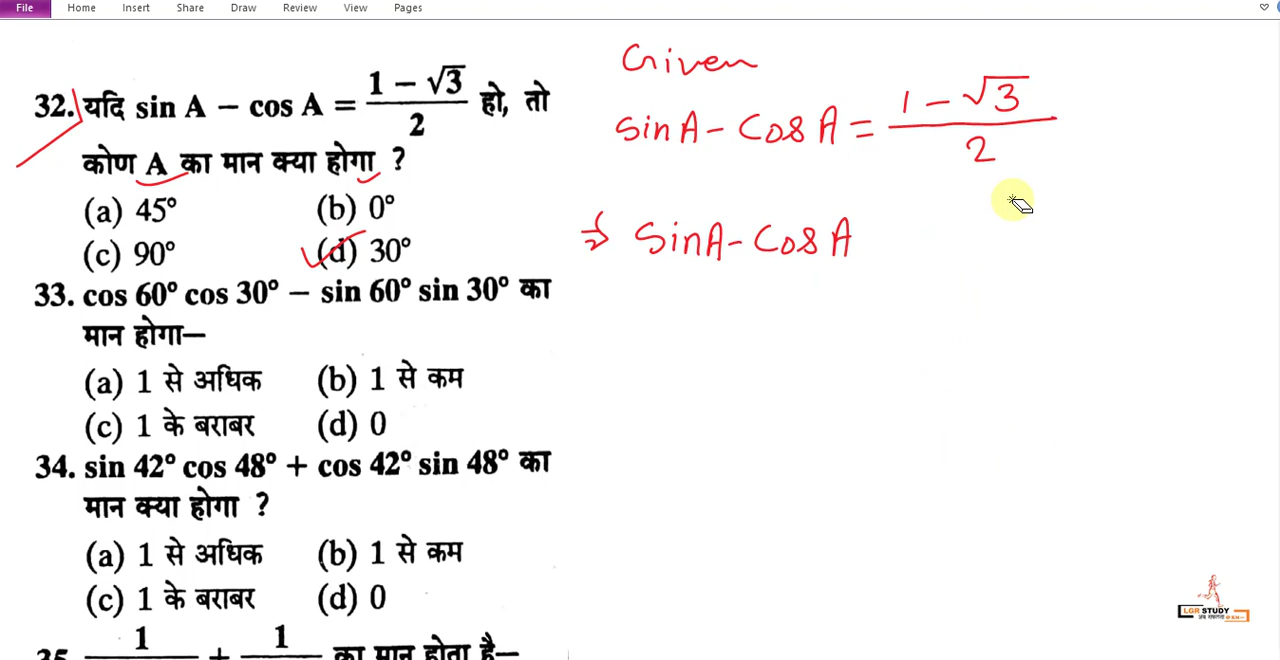 File Home Insert Share Draw Review View Pages
32. यदि sin A − cos A = (1 − √3)/2 हो, तो
कोण A का मान क्या होगा ?
(a) 45° (b) 0°
(c) 90° (d) 30°
33. cos 60° cos 30° − sin 60° sin 30° का
मान होगा—
(a) 1 से अधिक (b) 1 से कम
(c) 1 के बराबर (d) 0
34. sin 42° cos 48° + cos 42° sin 48° का
मान क्या होगा ?
(a) 1 से अधिक (b) 1 से कम
(c) 1 के बराबर (d) 0
35. 1 + 1 का मान होता है—
Given
sin A − Cos A = (1 − √3)/2
⇒ Sin A − Cos A
LGR STUDY